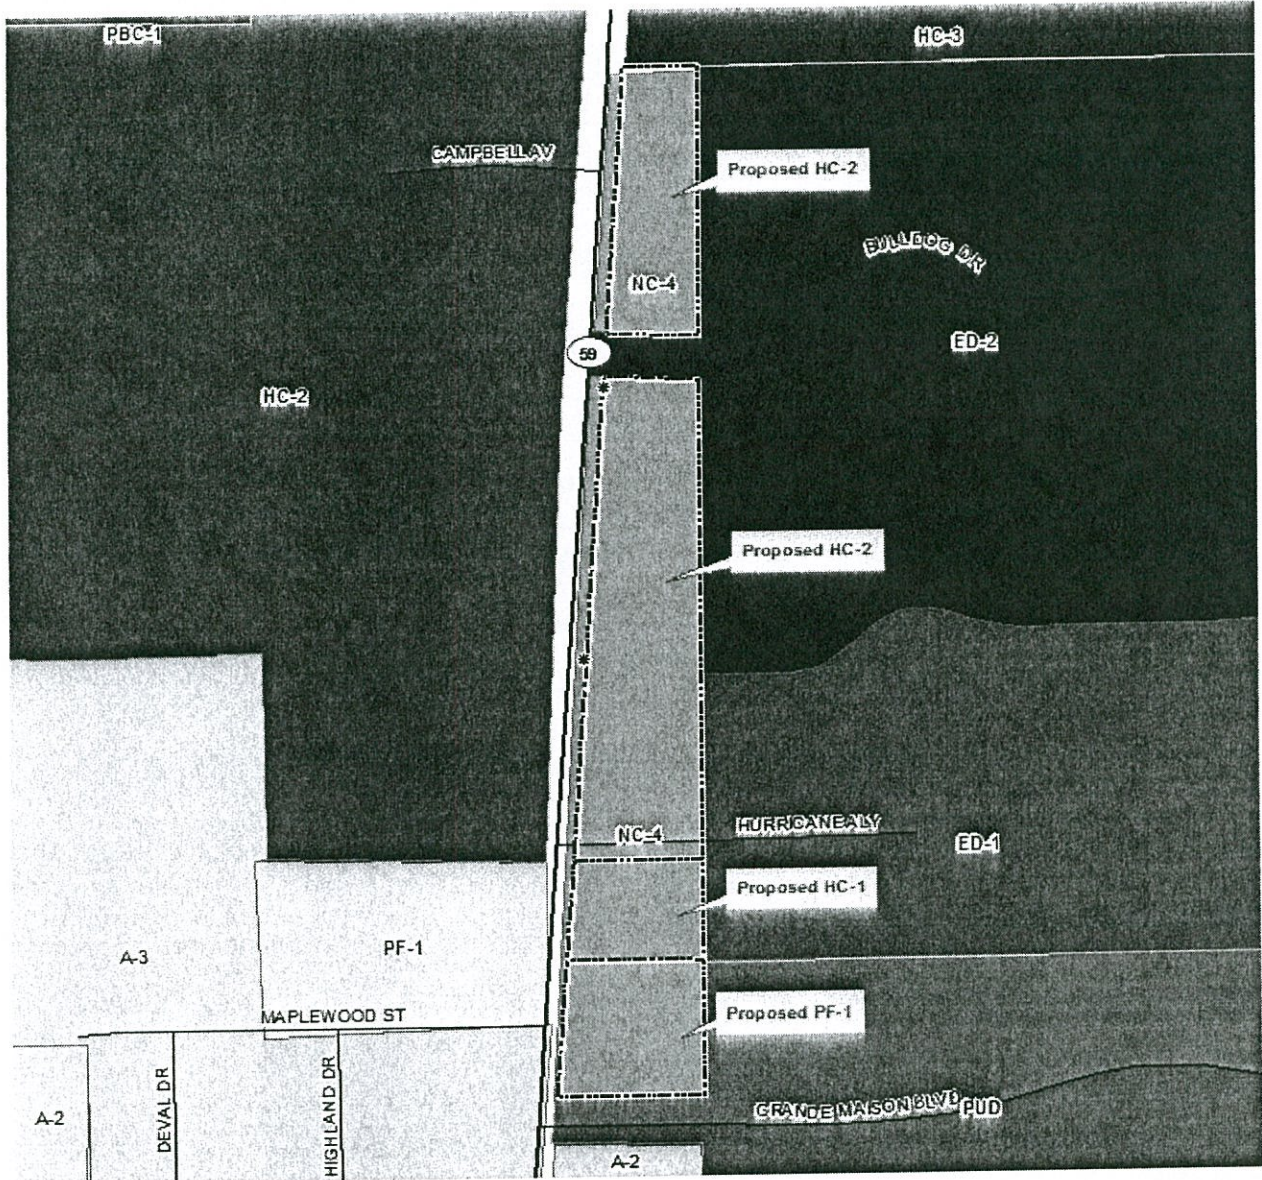 PBC-1
HC-3
CAMPBELL AV
Proposed HC-2
BULLDOG DR
NC-4
59
ED-2
HC-2
Proposed HC-2
NC-4
HURRICANE ALY
ED-1
Proposed HC-1
A-3
PF-1
Proposed PF-1
MAPLEWOOD ST
A-2
DEVAL DR
HIGHLAND DR
GRANDE MAISON BLVD
PUD
A-2